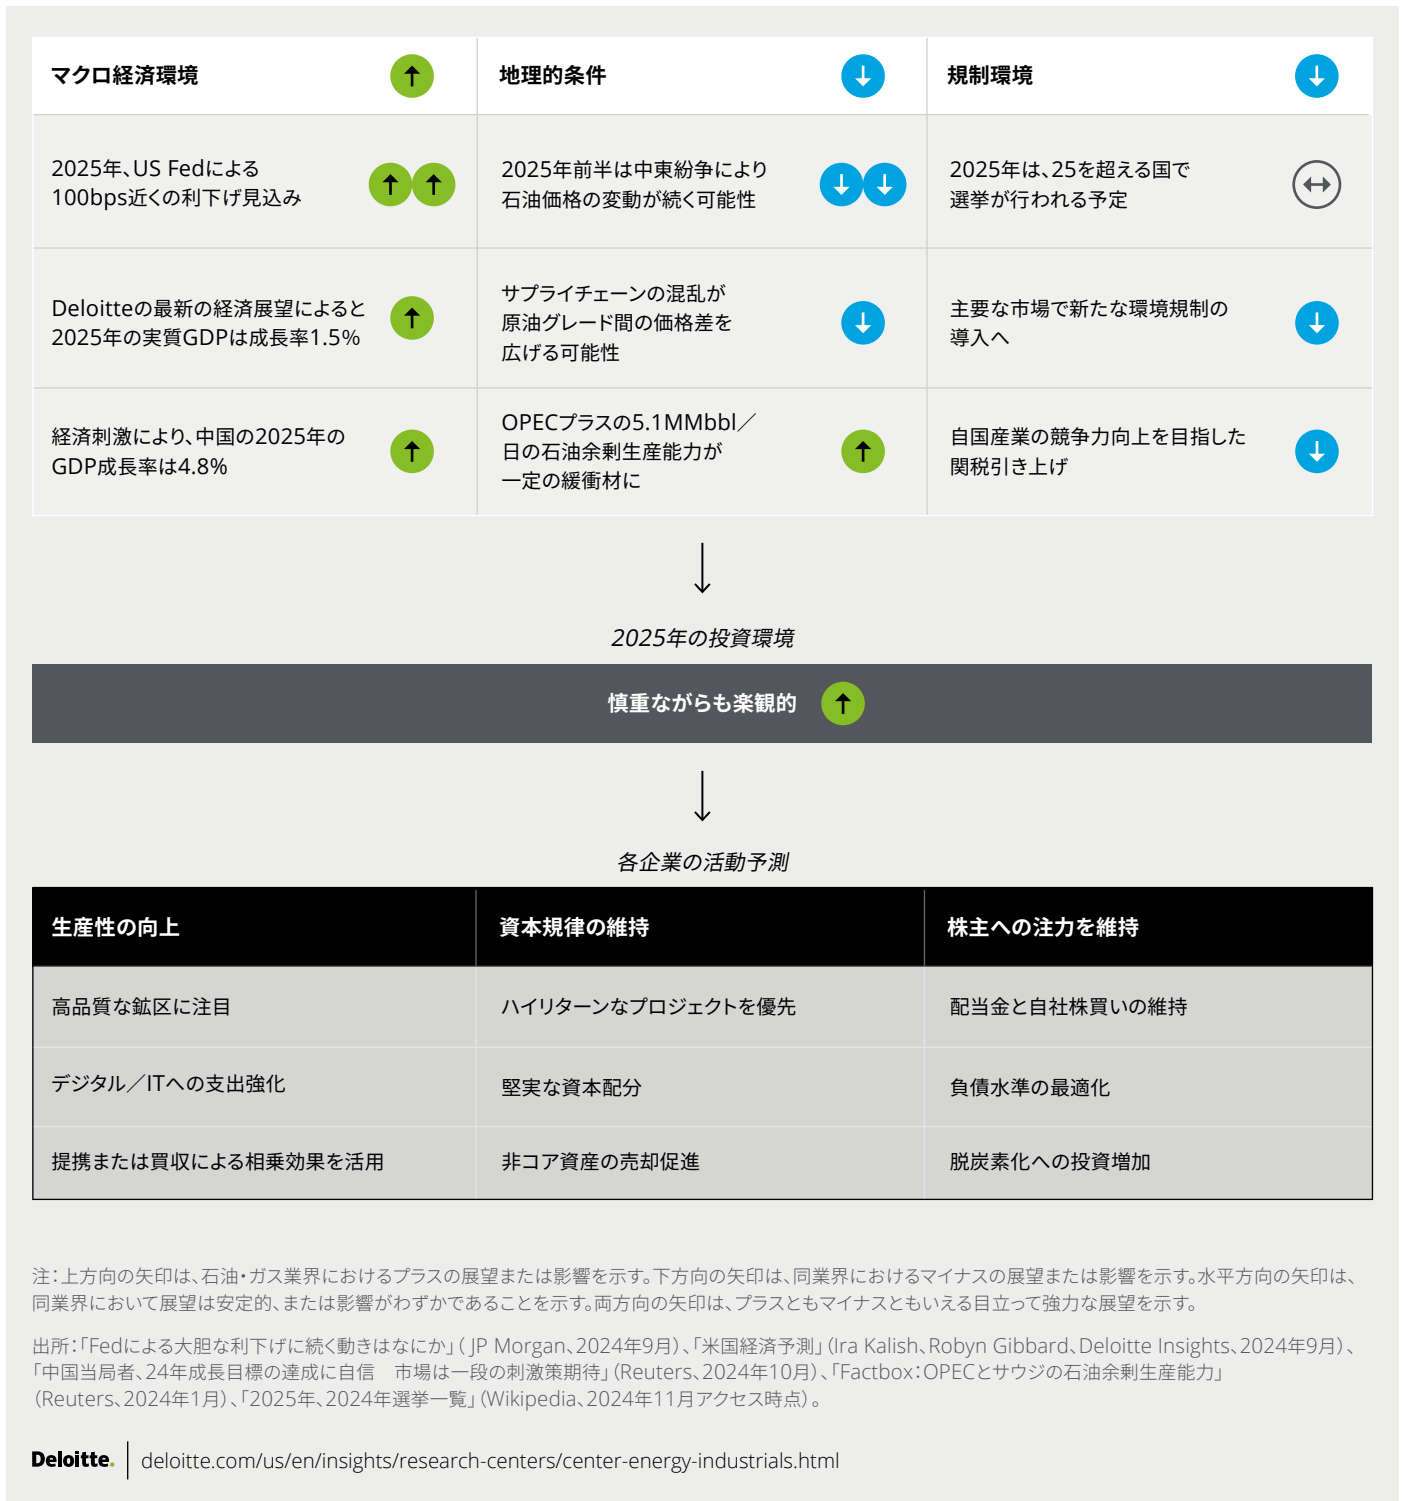 マクロ経済環境
地理的条件
規制環境
2025年、US Fedによる
100bps近くの利下げ見込み
2025年前半は中東紛争により
石油価格の変動が続く可能性
2025年は、25を超える国で
選挙が行われる予定
Deloitteの最新の経済展望によると
2025年の実質GDPは成長率1.5%
サプライチェーンの混乱が
原油グレード間の価格差を
広げる可能性
主要な市場で新たな環境規制の
導入へ
経済刺激により、中国の2025年の
GDP成長率は4.8%
OPECプラスの5.1MMbbl／
日の石油余剰生産能力が
一定の緩衝材に
自国産業の競争力向上を目指した
関税引き上げ
2025年の投資環境
慎重ながらも楽観的
各企業の活動予測
生産性の向上
資本規律の維持
株主への注力を維持
高品質な鉱区に注目
ハイリターンなプロジェクトを優先
配当金と自社株買いの維持
デジタル／ITへの支出強化
堅実な資本配分
負債水準の最適化
提携または買収による相乗効果を活用
非コア資産の売却促進
脱炭素化への投資増加
注：上方向の矢印は、石油・ガス業界におけるプラスの展望または影響を示す。下方向の矢印は、同業界におけるマイナスの展望または影響を示す。水平方向の矢印は、
同業界において展望は安定的、または影響がわずかであることを示す。両方向の矢印は、プラスともマイナスともいえる目立って強力な展望を示す。
出所：「Fedによる大胆な利下げに続く動きはなにか」（JP Morgan、2024年9月）、「米国経済予測」（Ira Kalish、Robyn Gibbard、Deloitte Insights、2024年9月）、
「中国当局者、24年成長目標の達成に自信　市場は一段の刺激策期待」（Reuters、2024年10月）、「Factbox：OPECとサウジの石油余剰生産能力」
（Reuters、2024年1月）、「2025年、2024年選挙一覧」（Wikipedia、2024年11月アクセス時点）。
Deloitte. deloitte.com/us/en/insights/research-centers/center-energy-industrials.html